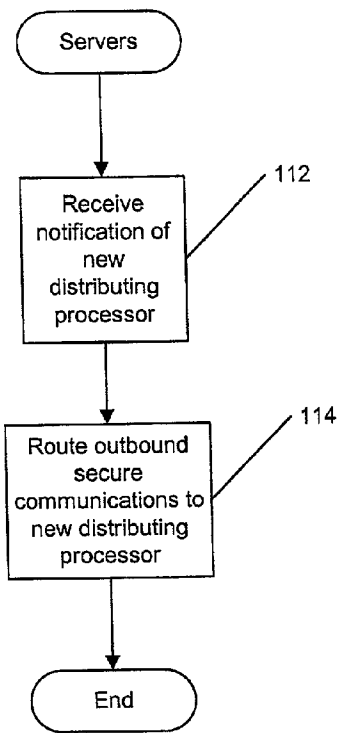 Servers
112
Receive
notification of
new
distributing
processor
114
Route outbound
secure
communications to
new distributing
processor
End